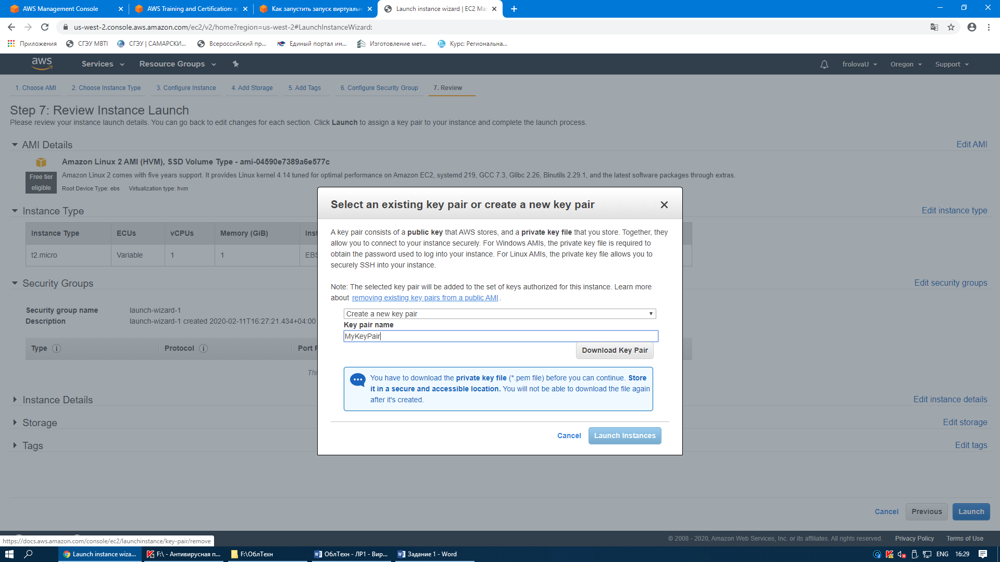 AWS Management Console
AWS Training and Certification: к
Как запустить запуск виртуаль
Launch instance wizard | EC2 Ma
us-west-2.console.aws.amazon.com/ec2/v2/home?region=us-west-2#LaunchInstanceWizard:
Приложения
СГЭУ МВТІ
СГЭУ | САМАРСКИ...
Всероссийский пр...
Единый портал ин...
Изготовление мет...
Курс: Региональна...
aws
Services
Resource Groups
frolovaU
Oregon
Support
1. Choose AMI
2. Choose Instance Type
3. Configure Instance
4. Add Storage
5. Add Tags
6. Configure Security Group
7. Review
Step 7: Review Instance Launch
Please review your instance launch details. You can go back to edit changes for each section. Click Launch to assign a key pair to your instance and complete the launch process.
AMI Details
Edit AMI
Amazon Linux 2 AMI (HVM), SSD Volume Type - ami-04590e7389a6e577c
Free tier
eligible
Amazon Linux 2 comes with five years support. It provides Linux kernel 4.14 tuned for optimal performance on Amazon EC2, systemd 219, GCC 7.3, Glibc 2.26, Binutils 2.29.1, and the latest software packages through extras.
Root Device Type: ebs Virtualization type: hvm
Instance Type
Edit instance type
Instance Type ECUs vCPUs Memory (GiB) Inst
t2.micro Variable 1 1 EBS
Security Groups
Edit security groups
Security group name launch-wizard-1
Description launch-wizard-1 created 2020-02-11T16:27:21.434+04:00
Type Protocol Port R
Thi
Instance Details
Edit instance details
Storage
Edit storage
Tags
Edit tags
Select an existing key pair or create a new key pair
A key pair consists of a public key that AWS stores, and a private key file that you store. Together, they
allow you to connect to your instance securely. For Windows AMIs, the private key file is required to
obtain the password used to log into your instance. For Linux AMIs, the private key file allows you to
securely SSH into your instance.
Note: The selected key pair will be added to the set of keys authorized for this instance. Learn more
about removing existing key pairs from a public AMI.
Create a new key pair
Key pair name
MyKeyPair
Download Key Pair
You have to download the private key file (*.pem file) before you can continue. Store
it in a secure and accessible location. You will not be able to download the file again
after it's created.
Cancel
Launch Instances
Cancel
Previous
Launch
© 2008 - 2020, Amazon Web Services, Inc. or its affiliates. All rights reserved.
Privacy Policy
Terms of Use
https://docs.aws.amazon.com/console/ec2/launchinstance/key-pair/remove
Launch instance wiza...
F:\ - Антивирусная п...
F:\ОблТехн
ОблТехн - ЛР1 - Вир...
Задание 1 - Word
ENG
16:29